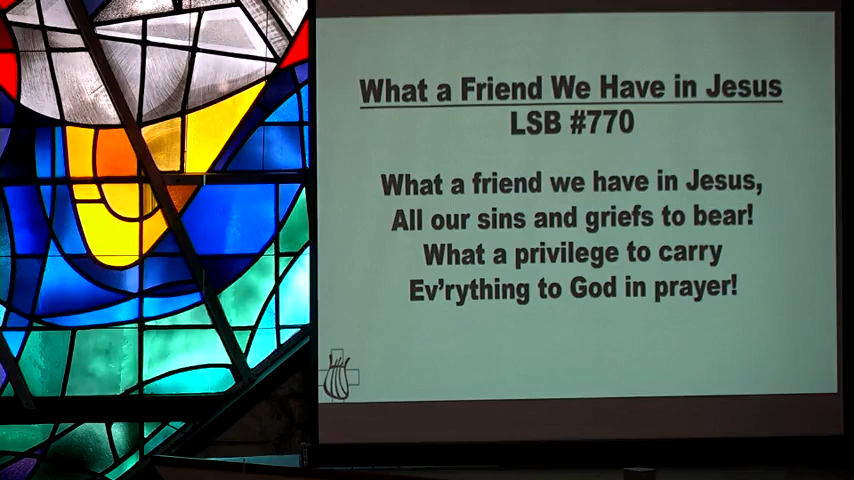 What a Friend We Have in Jesus
LSB #770
What a friend we have in Jesus,
All our sins and griefs to bear!
What a privilege to carry
Ev'rything to God in prayer!